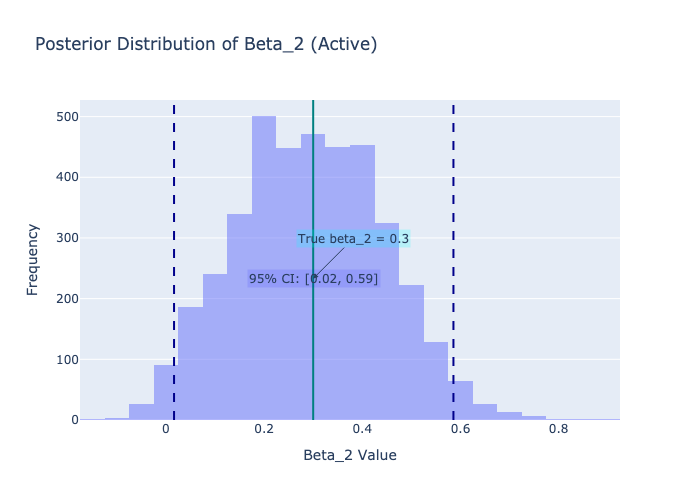 Posterior Distribution of Beta_2 (Active)
500
400
300
200
100
0
Frequency
True beta_2 = 0.3
95% CI: [0.02, 0.59]
0 0.2 0.4 0.6 0.8
Beta_2 Value